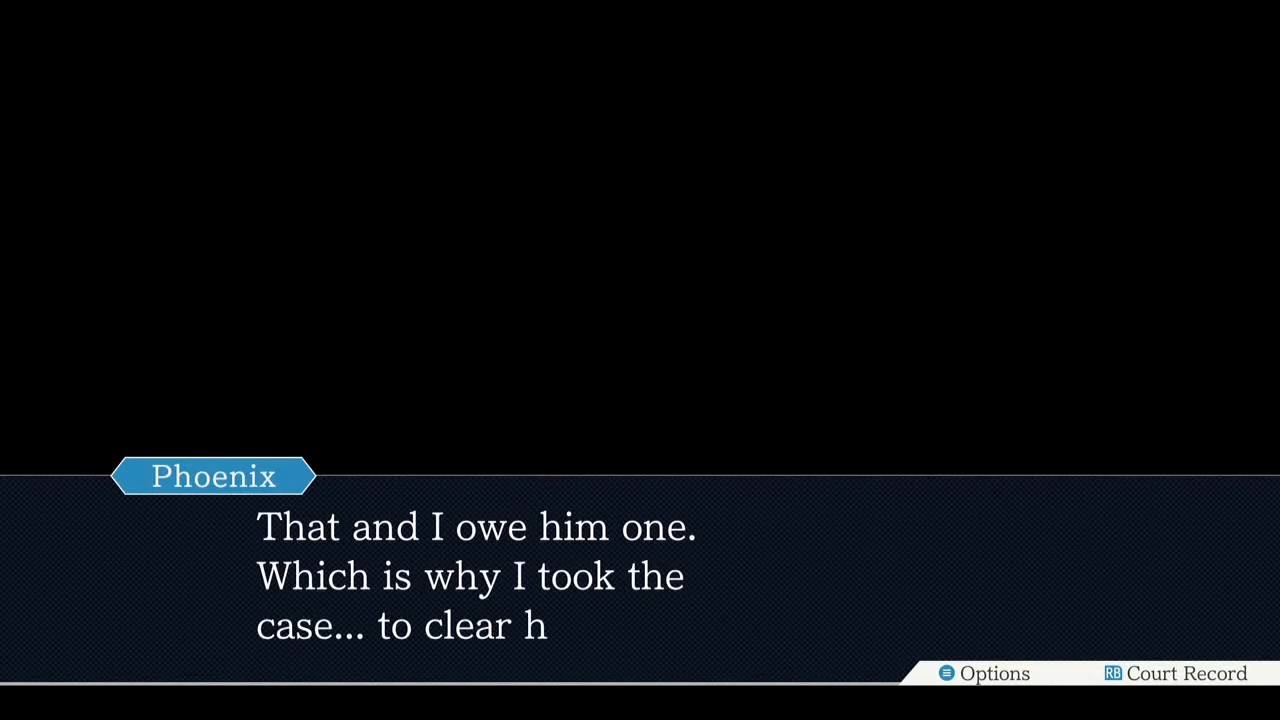 Phoenix
That and I owe him one.
Which is why I took the
case... to clear h
Options
RB Court Record